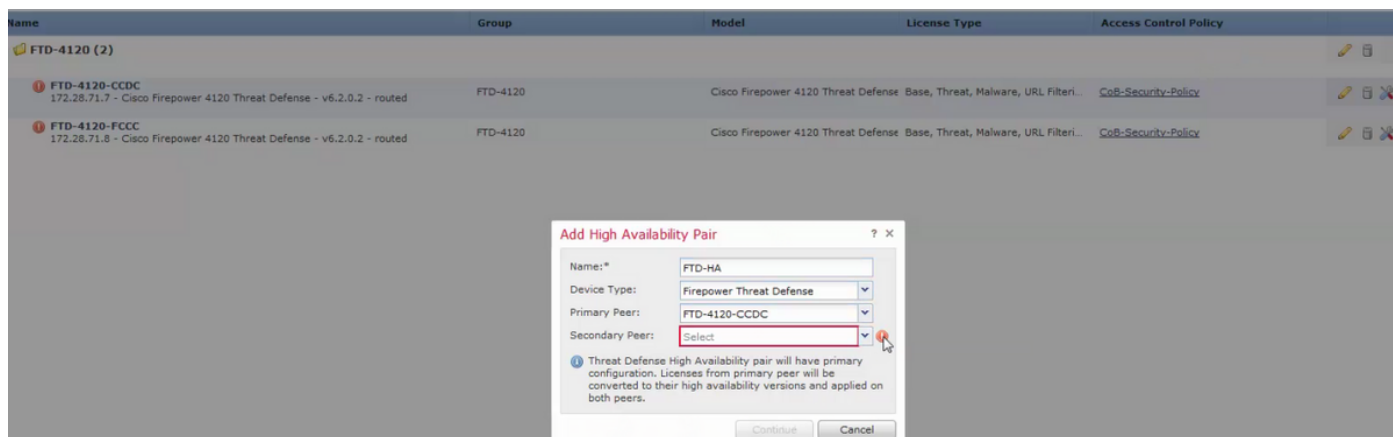 Name Group Model License Type Access Control Policy
FTD-4120 (2)
FTD-4120-CCDC
172.28.71.7 - Cisco Firepower 4120 Threat Defense - v6.2.0.2 - routed FTD-4120 Cisco Firepower 4120 Threat Defense Base, Threat, Malware, URL Filteri... CoB-Security-Policy
FTD-4120-FCCC
172.28.71.8 - Cisco Firepower 4120 Threat Defense - v6.2.0.2 - routed FTD-4120 Cisco Firepower 4120 Threat Defense Base, Threat, Malware, URL Filteri... CoB-Security-Policy
Add High Availability Pair ? ×
Name:* FTD-HA
Device Type: Firepower Threat Defense
Primary Peer: FTD-4120-CCDC
Secondary Peer: Select
Threat Defense High Availability pair will have primary
configuration. Licenses from primary peer will be
converted to their high availability versions and applied on
both peers.
Continue Cancel